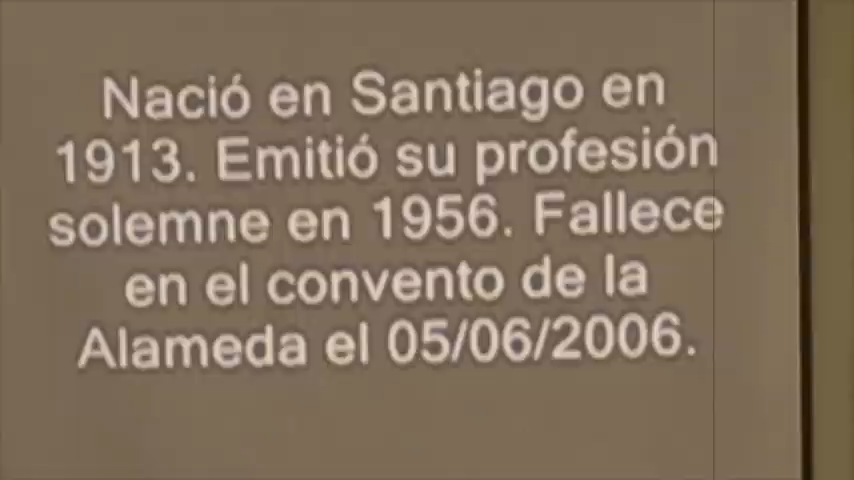 Nació en Santiago en
1913. Emitió su profesión
solemne en 1956. Fallece
en el convento de la
Alameda el 05/06/2006.